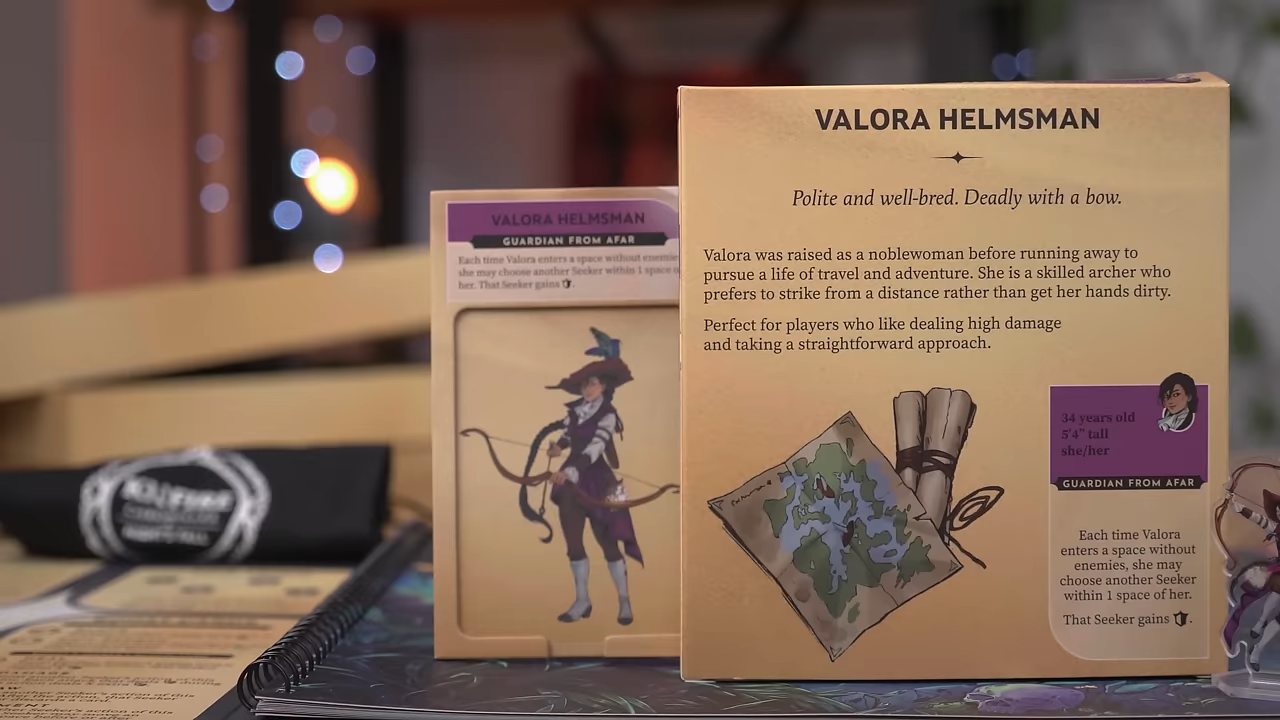 VALORA HELMSMAN
GUARDIAN FROM AFAR
Each time Valora enters a space without enemie
she may choose another Seeker within 1 space o
her. That Seeker gains
VALORA HELMSMAN
Polite and well-bred. Deadly with a bow.
Valora was raised as a noblewoman before running away to
pursue a life of travel and adventure. She is a skilled archer who
prefers to strike from a distance rather than get her hands dirty.
Perfect for players who like dealing high damage
and taking a straightforward approach.
34 years old
5'4" tall
she/her
GUARDIAN FROM AFAR
Each time Valora
enters a space without
enemies, she may
choose another Seeker
within 1 space of her.
That Seeker gains .